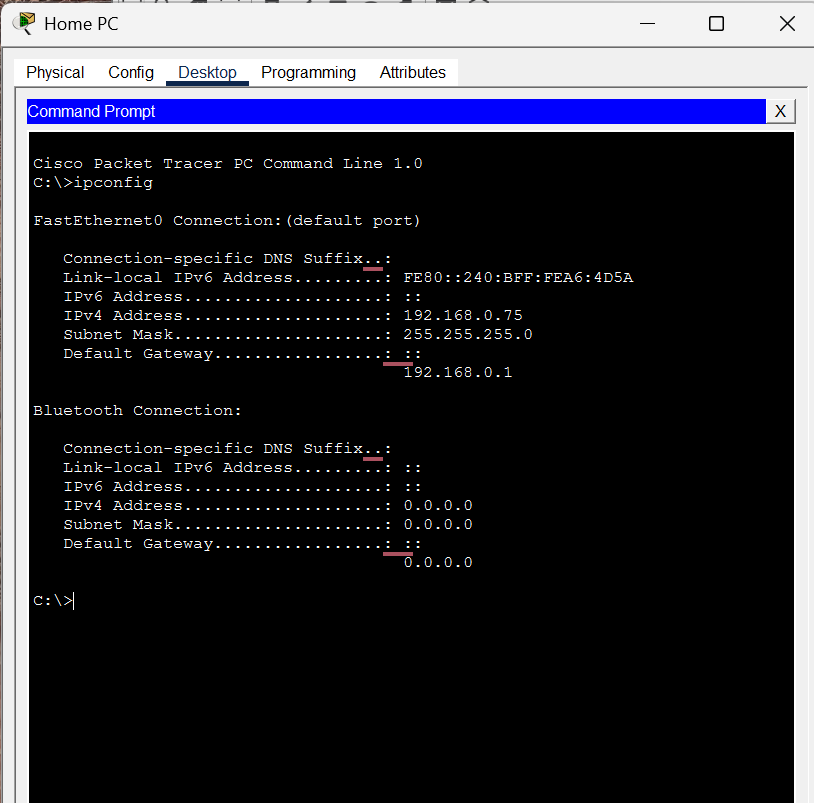 Home PC
Physical Config Desktop Programming Attributes
Command Prompt X
Cisco Packet Tracer PC Command Line 1.0
C:\>ipconfig
FastEthernet0 Connection:(default port)
Connection-specific DNS Suffix..:
Link-local IPv6 Address.........: FE80::240:BFF:FEA6:4D5A
IPv6 Address....................: ::
IPv4 Address....................: 192.168.0.75
Subnet Mask.....................: 255.255.255.0
Default Gateway.................: ::
192.168.0.1
Bluetooth Connection:
Connection-specific DNS Suffix..:
Link-local IPv6 Address.........: ::
IPv6 Address....................: ::
IPv4 Address....................: 0.0.0.0
Subnet Mask.....................: 0.0.0.0
Default Gateway.................: ::
0.0.0.0
C:\>